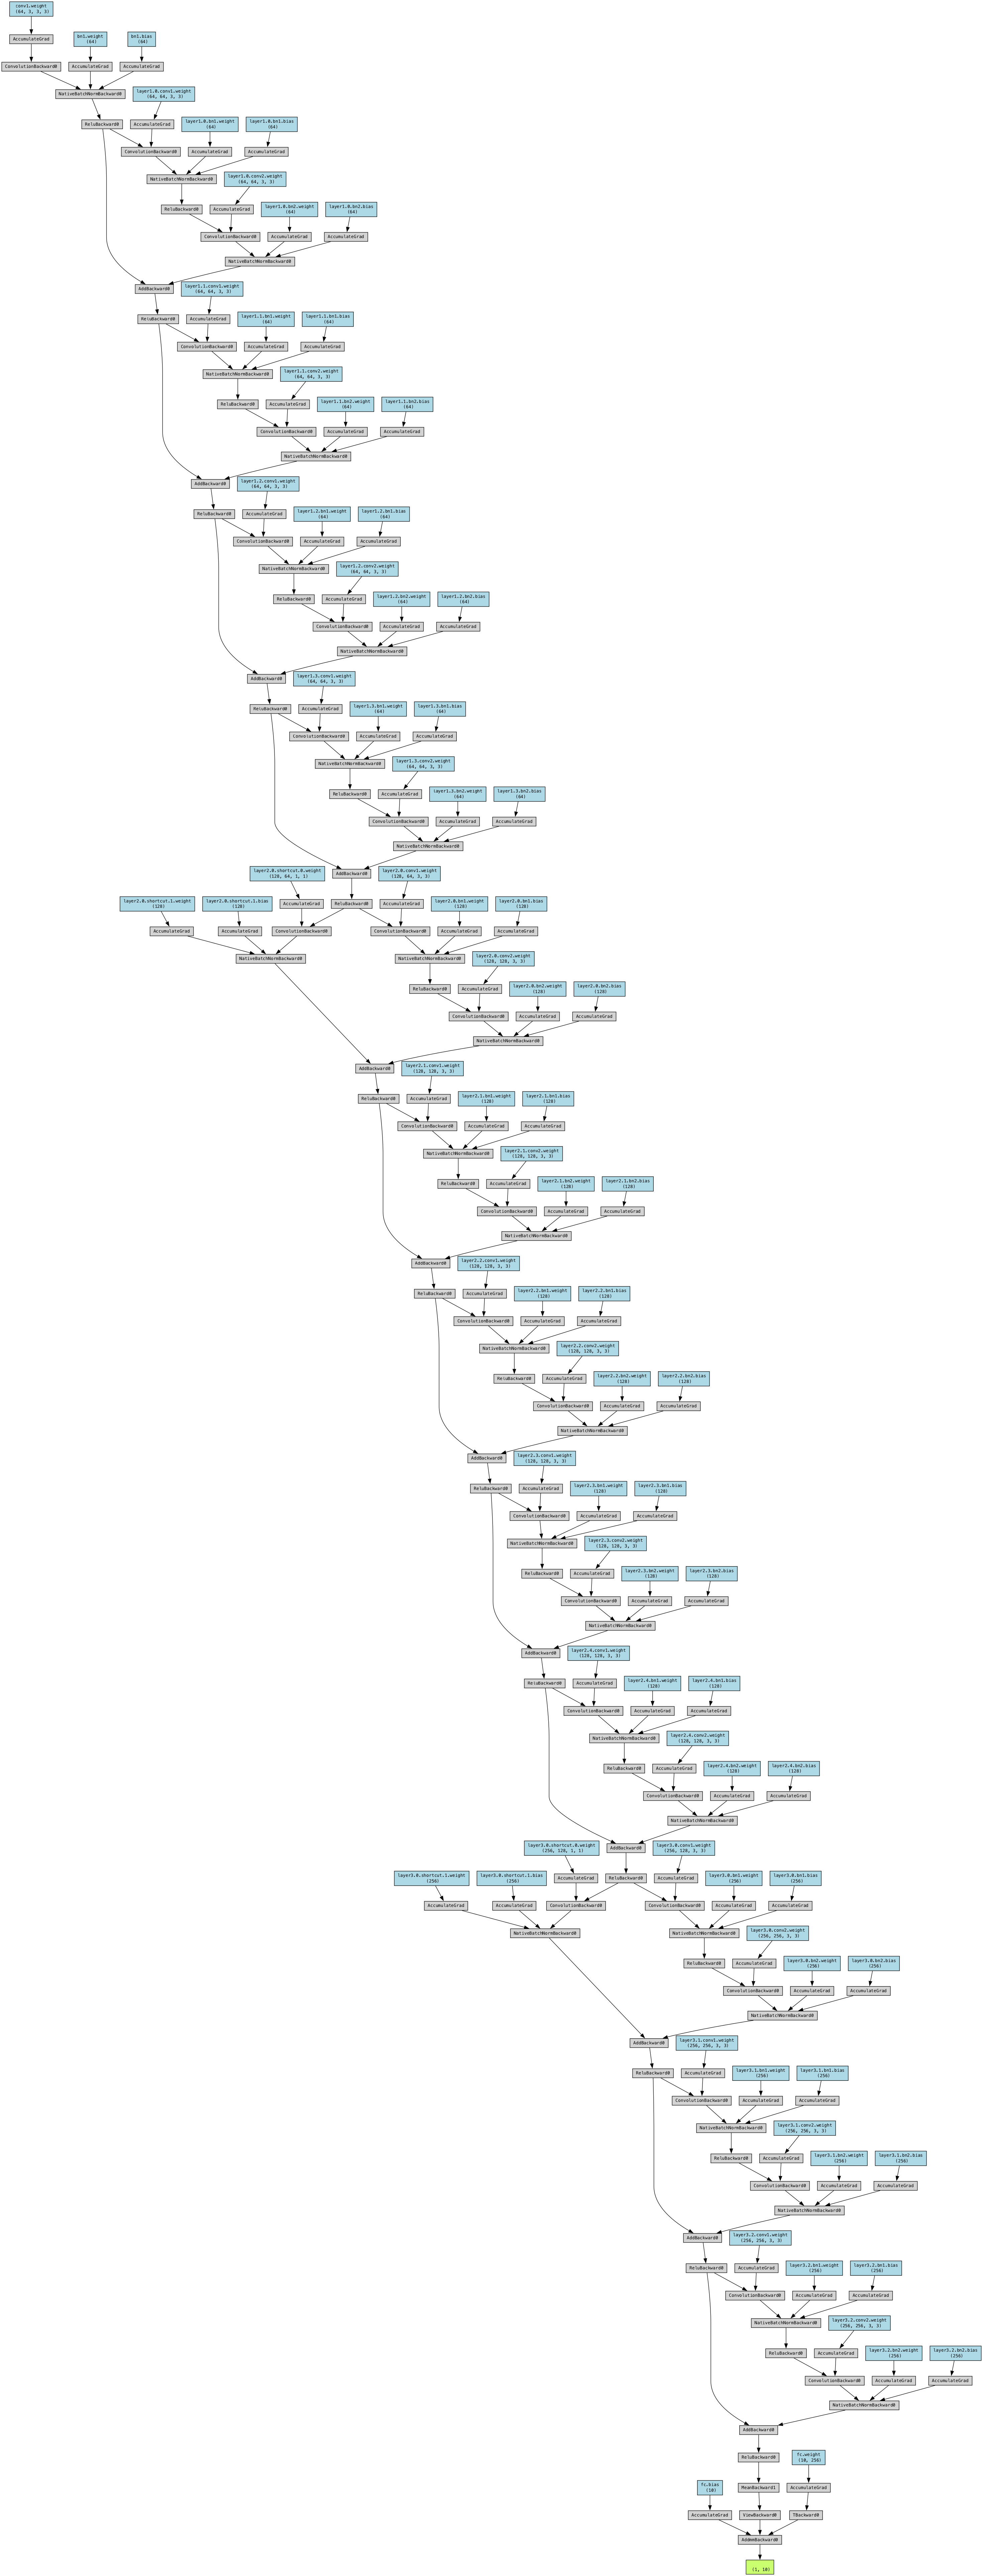 conv1.weight
(64, 3, 3, 3)
AccumulateGrad
bn1.weight
(64)
bn1.bias
(64)
ConvolutionBackward0
AccumulateGrad
AccumulateGrad
NativeBatchNormBackward0
layer1.0.conv1.weight
(64, 64, 3, 3)
ReluBackward0
AccumulateGrad
layer1.0.bn1.weight
(64)
layer1.0.bn1.bias
(64)
ConvolutionBackward0
AccumulateGrad
AccumulateGrad
NativeBatchNormBackward0
layer1.0.conv2.weight
(64, 64, 3, 3)
ReluBackward0
AccumulateGrad
layer1.0.bn2.weight
(64)
layer1.0.bn2.bias
(64)
ConvolutionBackward0
AccumulateGrad
AccumulateGrad
NativeBatchNormBackward0
AddBackward0
layer1.1.conv1.weight
(64, 64, 3, 3)
ReluBackward0
AccumulateGrad
layer1.1.bn1.weight
(64)
layer1.1.bn1.bias
(64)
ConvolutionBackward0
AccumulateGrad
AccumulateGrad
NativeBatchNormBackward0
layer1.1.conv2.weight
(64, 64, 3, 3)
ReluBackward0
AccumulateGrad
layer1.1.bn2.weight
(64)
layer1.1.bn2.bias
(64)
ConvolutionBackward0
AccumulateGrad
AccumulateGrad
NativeBatchNormBackward0
AddBackward0
layer1.2.conv1.weight
(64, 64, 3, 3)
ReluBackward0
AccumulateGrad
layer1.2.bn1.weight
(64)
layer1.2.bn1.bias
(64)
ConvolutionBackward0
AccumulateGrad
AccumulateGrad
NativeBatchNormBackward0
layer1.2.conv2.weight
(64, 64, 3, 3)
ReluBackward0
AccumulateGrad
layer1.2.bn2.weight
(64)
layer1.2.bn2.bias
(64)
ConvolutionBackward0
AccumulateGrad
AccumulateGrad
NativeBatchNormBackward0
AddBackward0
layer1.3.conv1.weight
(64, 64, 3, 3)
ReluBackward0
AccumulateGrad
layer1.3.bn1.weight
(64)
layer1.3.bn1.bias
(64)
ConvolutionBackward0
AccumulateGrad
AccumulateGrad
NativeBatchNormBackward0
layer1.3.conv2.weight
(64, 64, 3, 3)
ReluBackward0
AccumulateGrad
layer1.3.bn2.weight
(64)
layer1.3.bn2.bias
(64)
ConvolutionBackward0
AccumulateGrad
AccumulateGrad
NativeBatchNormBackward0
layer2.0.shortcut.0.weight
(128, 64, 1, 1)
AddBackward0
layer2.0.conv1.weight
(128, 64, 3, 3)
layer2.0.shortcut.1.weight
(128)
layer2.0.shortcut.1.bias
(128)
AccumulateGrad
ReluBackward0
AccumulateGrad
layer2.0.bn1.weight
(128)
layer2.0.bn1.bias
(128)
AccumulateGrad
AccumulateGrad
ConvolutionBackward0
ConvolutionBackward0
AccumulateGrad
AccumulateGrad
NativeBatchNormBackward0
NativeBatchNormBackward0
layer2.0.conv2.weight
(128, 128, 3, 3)
ReluBackward0
AccumulateGrad
layer2.0.bn2.weight
(128)
layer2.0.bn2.bias
(128)
ConvolutionBackward0
AccumulateGrad
AccumulateGrad
NativeBatchNormBackward0
AddBackward0
layer2.1.conv1.weight
(128, 128, 3, 3)
ReluBackward0
AccumulateGrad
layer2.1.bn1.weight
(128)
layer2.1.bn1.bias
(128)
ConvolutionBackward0
AccumulateGrad
AccumulateGrad
NativeBatchNormBackward0
layer2.1.conv2.weight
(128, 128, 3, 3)
ReluBackward0
AccumulateGrad
layer2.1.bn2.weight
(128)
layer2.1.bn2.bias
(128)
ConvolutionBackward0
AccumulateGrad
AccumulateGrad
NativeBatchNormBackward0
AddBackward0
layer2.2.conv1.weight
(128, 128, 3, 3)
ReluBackward0
AccumulateGrad
layer2.2.bn1.weight
(128)
layer2.2.bn1.bias
(128)
ConvolutionBackward0
AccumulateGrad
AccumulateGrad
NativeBatchNormBackward0
layer2.2.conv2.weight
(128, 128, 3, 3)
ReluBackward0
AccumulateGrad
layer2.2.bn2.weight
(128)
layer2.2.bn2.bias
(128)
ConvolutionBackward0
AccumulateGrad
AccumulateGrad
NativeBatchNormBackward0
AddBackward0
layer2.3.conv1.weight
(128, 128, 3, 3)
ReluBackward0
AccumulateGrad
layer2.3.bn1.weight
(128)
layer2.3.bn1.bias
(128)
ConvolutionBackward0
AccumulateGrad
AccumulateGrad
NativeBatchNormBackward0
layer2.3.conv2.weight
(128, 128, 3, 3)
ReluBackward0
AccumulateGrad
layer2.3.bn2.weight
(128)
layer2.3.bn2.bias
(128)
ConvolutionBackward0
AccumulateGrad
AccumulateGrad
NativeBatchNormBackward0
AddBackward0
layer2.4.conv1.weight
(128, 128, 3, 3)
ReluBackward0
AccumulateGrad
layer2.4.bn1.weight
(128)
layer2.4.bn1.bias
(128)
ConvolutionBackward0
AccumulateGrad
AccumulateGrad
NativeBatchNormBackward0
layer2.4.conv2.weight
(128, 128, 3, 3)
ReluBackward0
AccumulateGrad
layer2.4.bn2.weight
(128)
layer2.4.bn2.bias
(128)
ConvolutionBackward0
AccumulateGrad
AccumulateGrad
NativeBatchNormBackward0
layer3.0.shortcut.0.weight
(256, 128, 1, 1)
AddBackward0
layer3.0.conv1.weight
(256, 128, 3, 3)
layer3.0.shortcut.1.weight
(256)
layer3.0.shortcut.1.bias
(256)
AccumulateGrad
ReluBackward0
AccumulateGrad
layer3.0.bn1.weight
(256)
layer3.0.bn1.bias
(256)
AccumulateGrad
AccumulateGrad
ConvolutionBackward0
ConvolutionBackward0
AccumulateGrad
AccumulateGrad
NativeBatchNormBackward0
NativeBatchNormBackward0
layer3.0.conv2.weight
(256, 256, 3, 3)
ReluBackward0
AccumulateGrad
layer3.0.bn2.weight
(256)
layer3.0.bn2.bias
(256)
ConvolutionBackward0
AccumulateGrad
AccumulateGrad
NativeBatchNormBackward0
AddBackward0
layer3.1.conv1.weight
(256, 256, 3, 3)
ReluBackward0
AccumulateGrad
layer3.1.bn1.weight
(256)
layer3.1.bn1.bias
(256)
ConvolutionBackward0
AccumulateGrad
AccumulateGrad
NativeBatchNormBackward0
layer3.1.conv2.weight
(256, 256, 3, 3)
ReluBackward0
AccumulateGrad
layer3.1.bn2.weight
(256)
layer3.1.bn2.bias
(256)
ConvolutionBackward0
AccumulateGrad
AccumulateGrad
NativeBatchNormBackward0
AddBackward0
layer3.2.conv1.weight
(256, 256, 3, 3)
ReluBackward0
AccumulateGrad
layer3.2.bn1.weight
(256)
layer3.2.bn1.bias
(256)
ConvolutionBackward0
AccumulateGrad
AccumulateGrad
NativeBatchNormBackward0
layer3.2.conv2.weight
(256, 256, 3, 3)
ReluBackward0
AccumulateGrad
layer3.2.bn2.weight
(256)
layer3.2.bn2.bias
(256)
ConvolutionBackward0
AccumulateGrad
AccumulateGrad
NativeBatchNormBackward0
AddBackward0
ReluBackward0
fc.weight
(10, 256)
fc.bias
(10)
MeanBackward1
AccumulateGrad
AccumulateGrad
ViewBackward0
TBackward0
AddmmBackward0
(1, 10)